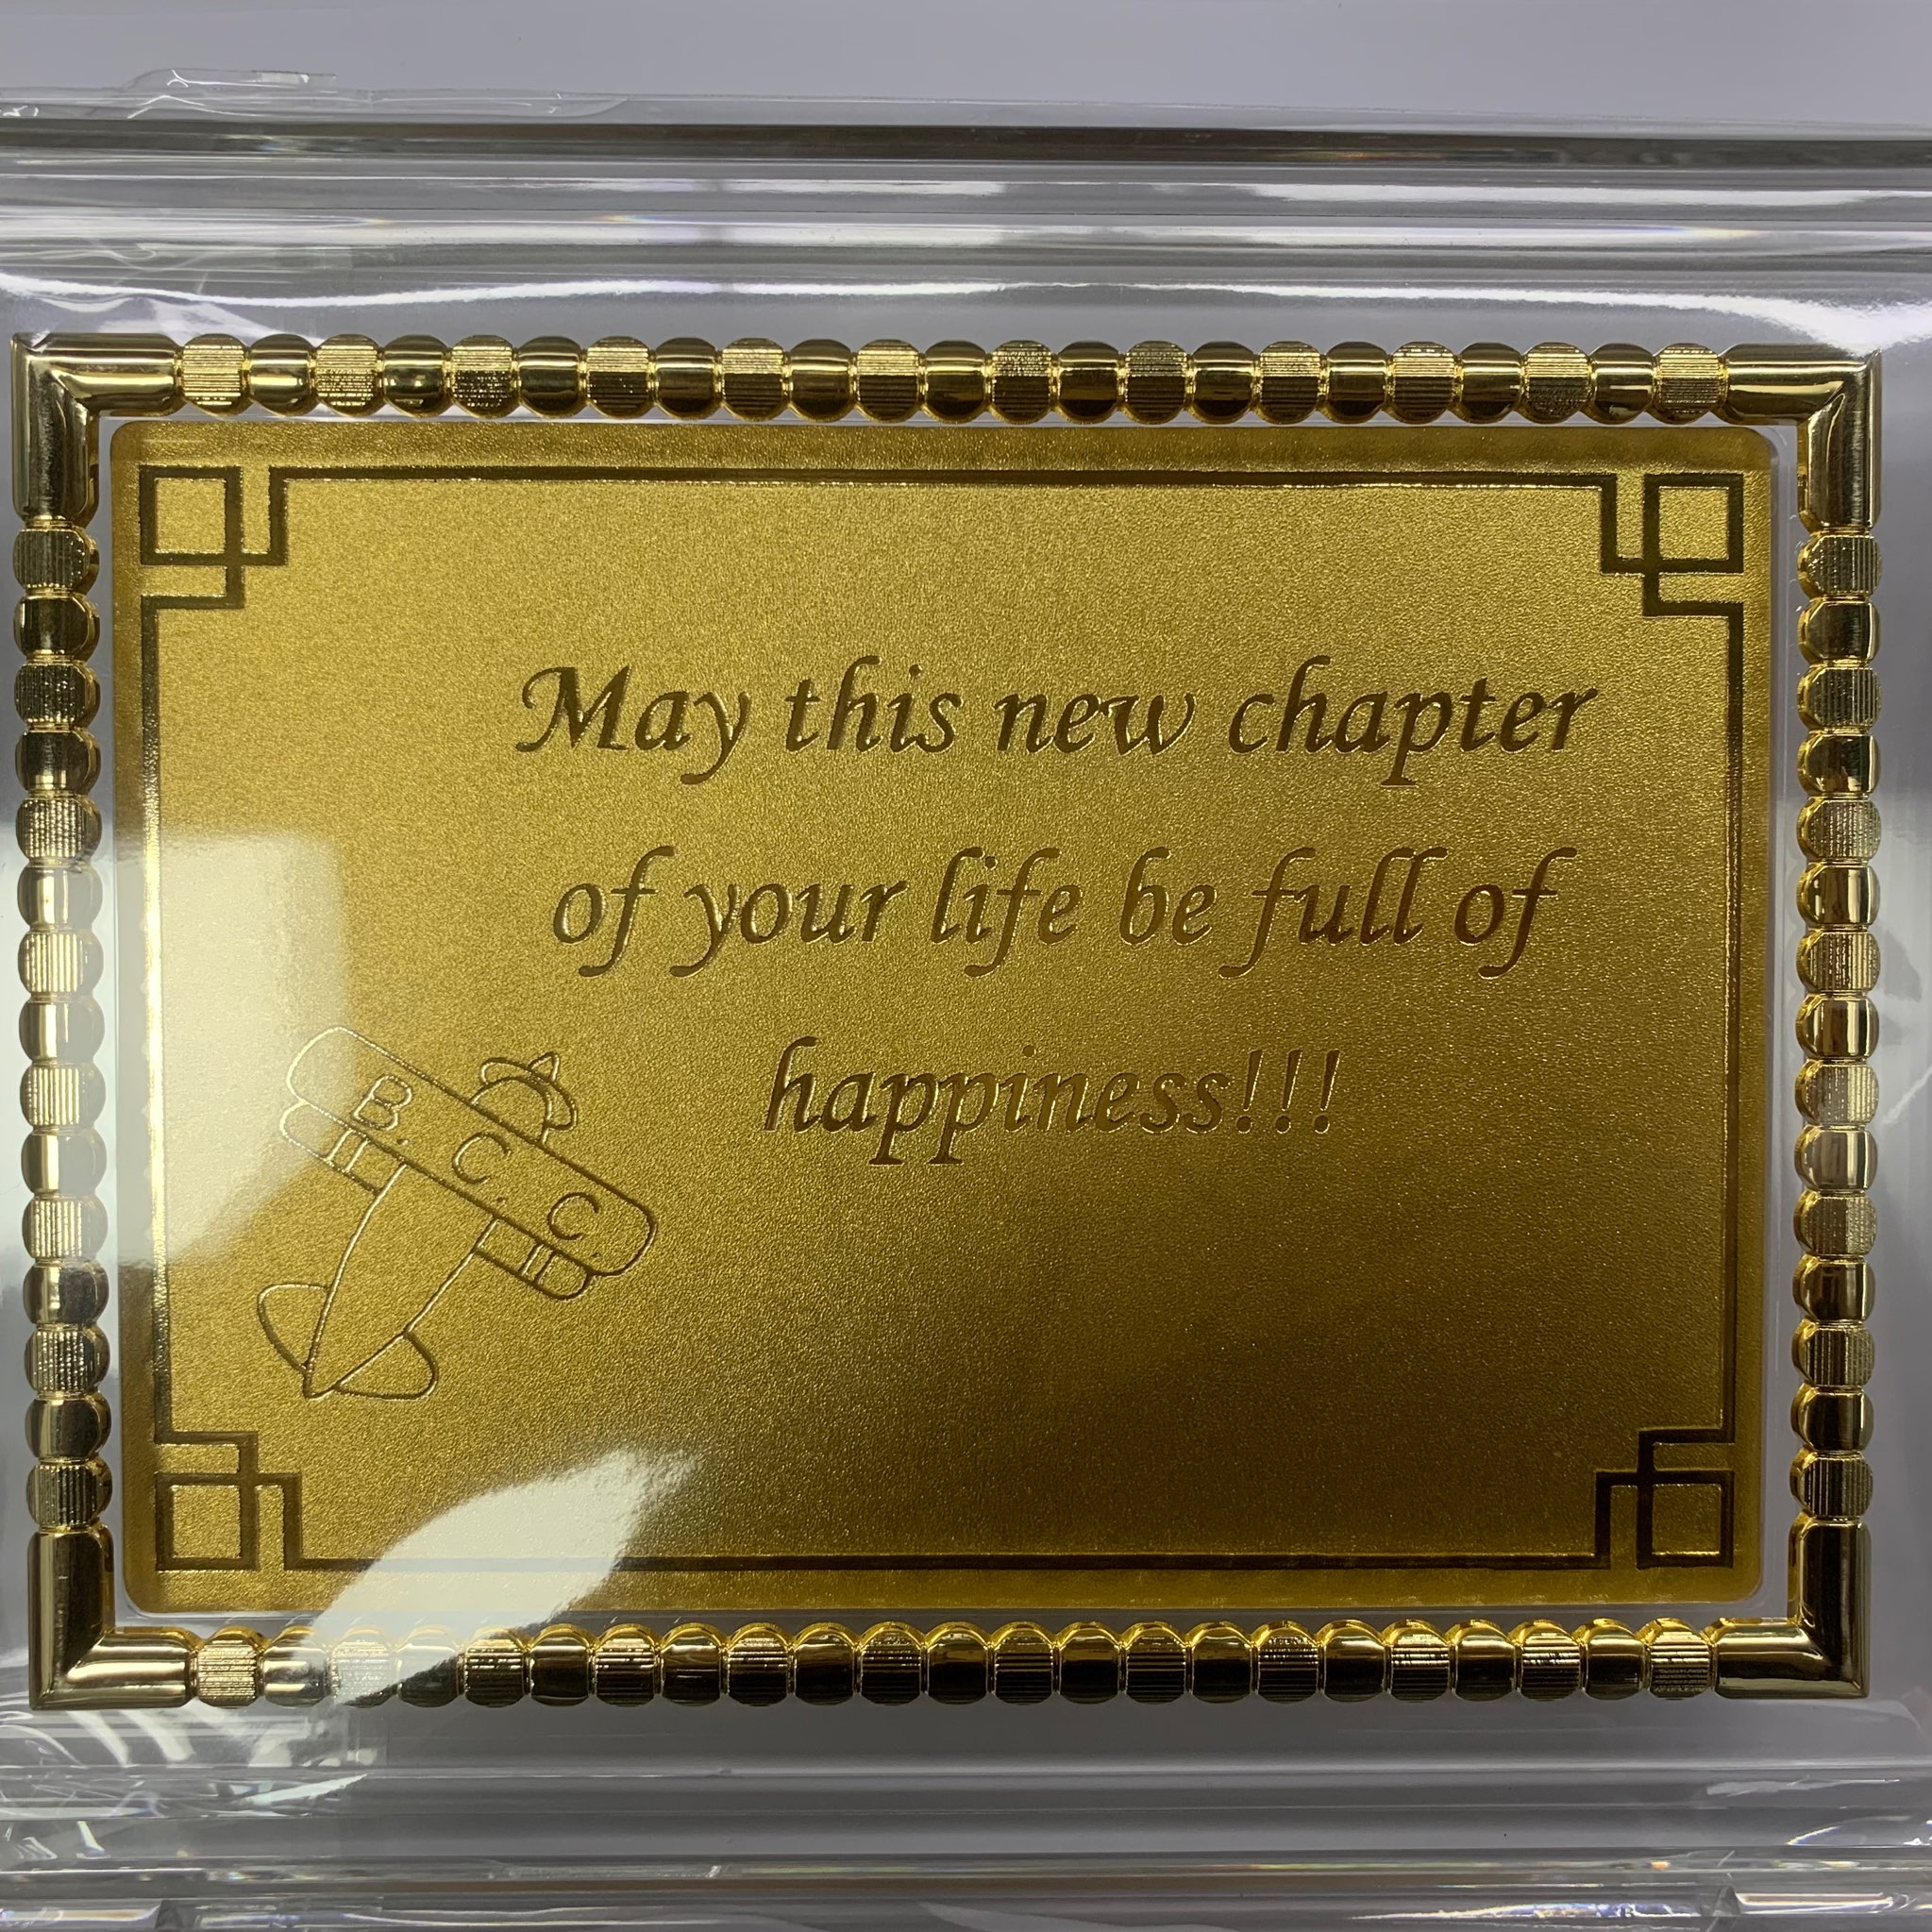 May this new chapter
of your life be full of
happiness!!!
B. C. C.